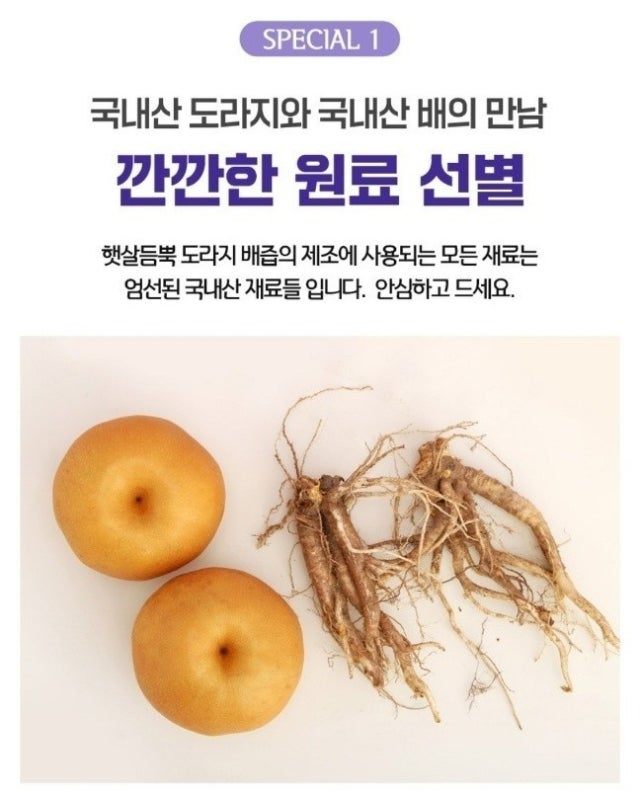 SPECIAL 1
국내산 도라지와 국내산 배의 만남
깐깐한 원료 선별
햇살듬뿍 도라지 배즙의 제조에 사용되는 모든 재료는
엄선된 국내산 재료들 입니다. 안심하고 드세요.